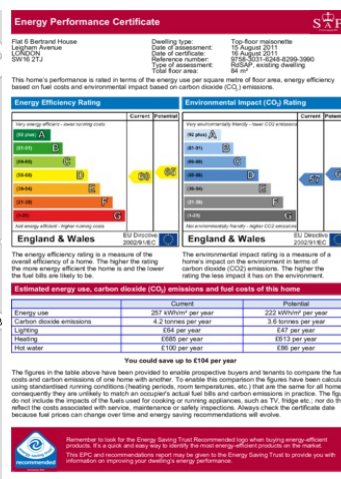 Energy Performance Certificate
Flat 6 Bertrand House
Leigham Avenue
LONDON
SW16 2TJ
Dwelling type: Top-floor maisonette
Date of assessment: 15 August 2011
Date of certificate: 16 August 2011
Reference number: 9758-3031-6248-8299-3990
Type of assessment: RdSAP, existing dwelling
Total floor area: 84 m²
This home's performance is rated in terms of the energy use per square metre of floor area, energy efficiency
based on fuel costs and environmental impact based on carbon dioxide (CO₂) emissions.
Energy Efficiency Rating
Current Potential
Very energy efficient - lower running costs
(92 plus) A
(81-91) B
(69-80) C
(55-68) D
(39-54) E
(21-38) F
(1-20) G
60 65
Not energy efficient - higher running costs
England & Wales
EU Directive
2002/91/EC
Environmental Impact (CO₂) Rating
Current
Very environmentally friendly - lower CO2 emissions
(92 plus) A
(81-91) B
(69-80) C
(55-68) D
(39-54) E
(21-38) F
(1-20) G
57
Not environmentally friendly - higher CO2 emissions
England & Wales
EU Directive
2002/91/EC
The energy efficiency rating is a measure of the
overall efficiency of a home. The higher the rating
the more energy efficient the home is and the lower
the fuel bills are likely to be.
The environmental impact rating is a measure of a
home's impact on the environment in terms of
carbon dioxide (CO2) emissions. The higher the
rating the less impact it has on the environment.
Estimated energy use, carbon dioxide (CO₂) emissions and fuel costs of this home
Current Potential
Energy use 257 kWh/m² per year 222 kWh/m² per year
Carbon dioxide emissions 4.2 tonnes per year 3.6 tonnes per year
Lighting £64 per year £47 per year
Heating £685 per year £613 per year
Hot water £100 per year £86 per year
You could save up to £104 per year
The figures in the table above have been provided to enable prospective buyers and tenants to compare the fuel
costs and carbon emissions of one home with another. To enable this comparison the figures have been
using standardised running conditions (heating periods, room temperatures, etc.) that are the same for all
consequently they are unlikely to match an occupier's actual fuel bills and carbon emissions in practice. The
do not include the impacts of the fuels used for cooking or running appliances, such as TV, fridge etc.; nor do
reflect the costs associated with service, maintenance or safety inspections. Always check the certificate date
because fuel prices can change over time and energy saving recommendations will evolve.
recommended
Remember to look for the Energy Saving Trust Recommended logo when buying energy-efficient
products. It's a quick and easy way to identify the most energy-efficient products on the market.
This EPC and recommendations report may be given to the Energy Saving Trust to provide you with
information on improving your dwelling's energy performance.